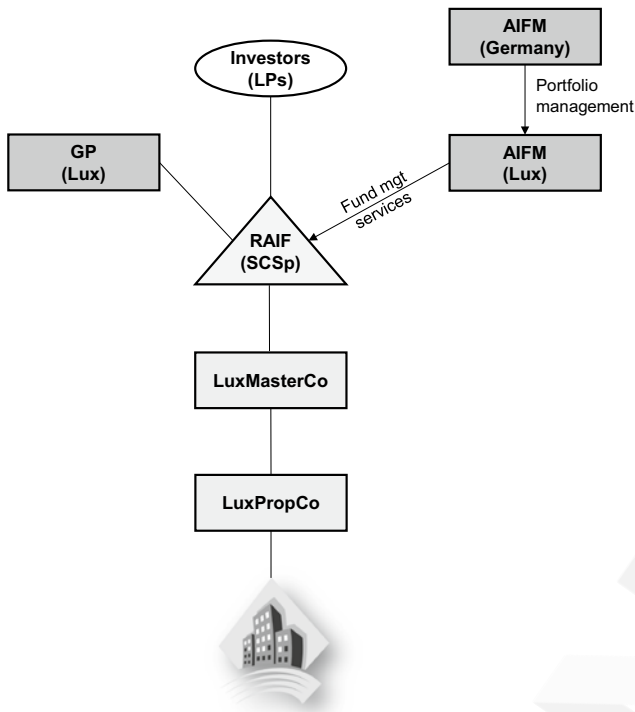 AIFM
(Germany)
Investors
(LPs)
Portfolio
management
GP
(Lux)
AIFM
(Lux)
Fund mgt
services
RAIF
(SCSp)
LuxMasterCo
LuxPropCo